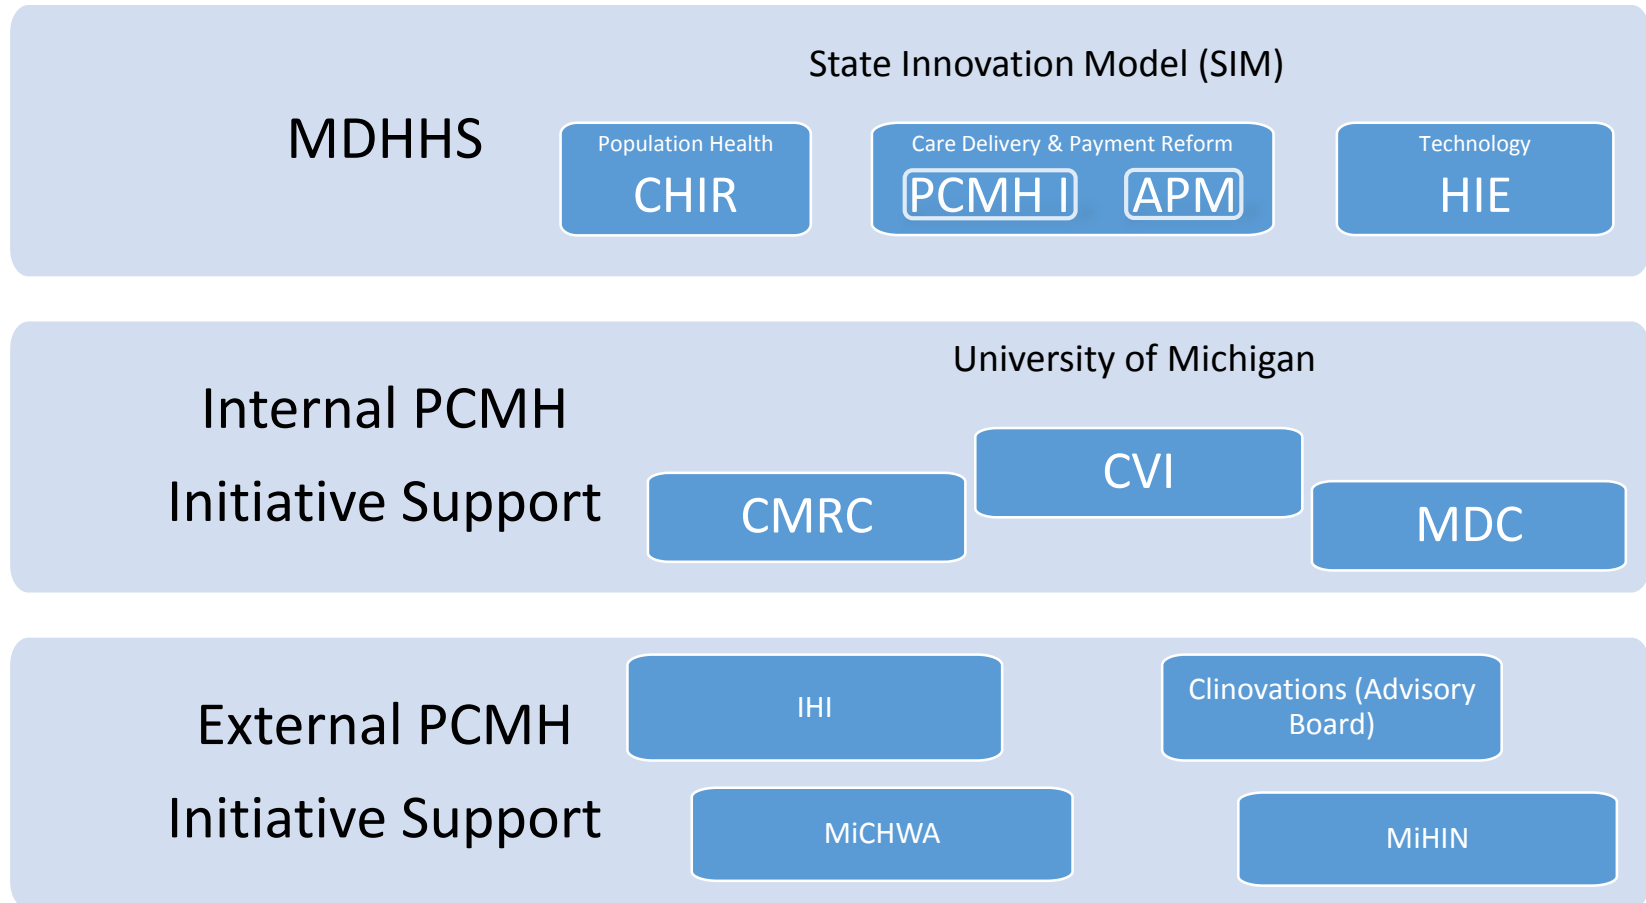 MDHHS
State Innovation Model (SIM)
Population Health
CHIR
Care Delivery & Payment Reform
PCMH I
APM
Technology
HIE
Internal PCMH
Initiative Support
University of Michigan
CMRC
CVI
MDC
External PCMH
Initiative Support
IHI
Clinovations (Advisory
Board)
MiCHWA
MiHIN